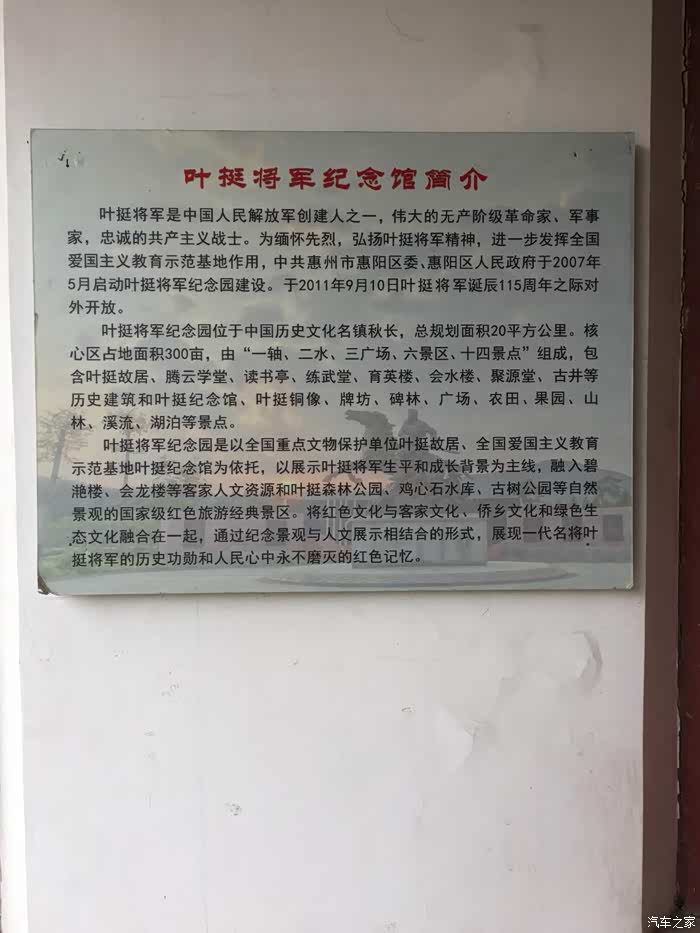 叶挺将军纪念馆简介
叶挺将军是中国人民解放军创建人之一，伟大的无产阶级革命家、军事
家，忠诚的共产主义战士。为缅怀先烈，弘扬叶挺将军精神，进一步发挥全国
爱国主义教育示范基地作用，中共惠州市惠阳区委、惠阳区人民政府于2007年
5月启动叶挺将军纪念园建设。于2011年9月10日叶挺将军诞辰115周年之际对
外开放。
叶挺将军纪念园位于中国历史文化名镇秋长，总规划面积20平方公里。核
心区占地面积300亩，由“一轴、二水、三广场、六景区、十四景点”组成，包
含叶挺故居、腾云学堂、读书亭、练武堂、育英楼、会水楼、聚源堂、古井等
历史建筑和叶挺纪念馆、叶挺铜像、牌坊、碑林、广场、农田、果园、山
林、溪流、湖泊等景点。
叶挺将军纪念园是以全国重点文物保护单位叶挺故居、全国爱国主义教育
示范基地叶挺纪念馆为依托，以展示叶挺将军生平和成长背景为主线，融入碧
滟楼、会龙楼等客家人文资源和叶挺森林公园、鸡心石水库、古树公园等自然
景观的国家级红色旅游经典景区。将红色文化与客家文化、侨乡文化和绿色生
态文化融合在一起，通过纪念景观与人文展示相结合的形式，展现一代名将叶
挺将军的历史功勋和人民心中永不磨灭的红色记忆。
汽车之家